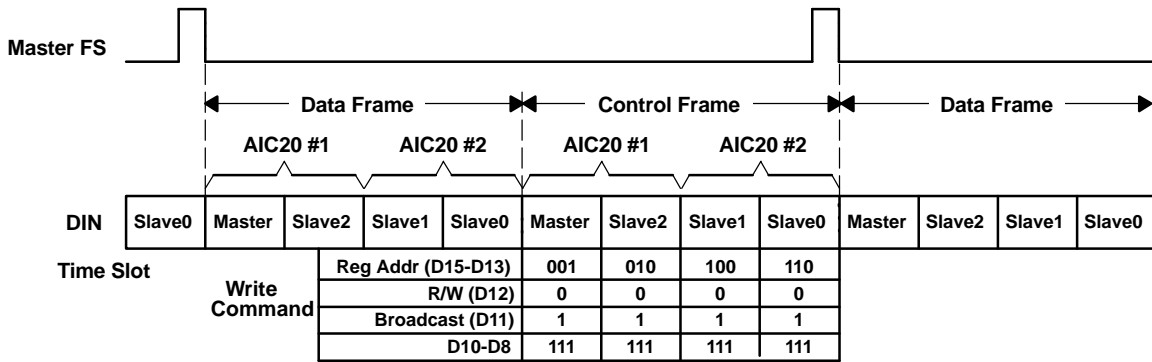 Master FS
Data Frame Control Frame Data Frame
AIC20 #1 AIC20 #2 AIC20 #1 AIC20 #2
DIN Slave0 Master Slave2 Slave1 Slave0 Master Slave2 Slave1 Slave0 Master Slave2 Slave1 Slave0
Time Slot
Write Command
Reg Addr (D15-D13) 001 010 100 110
R/W (D12) 0 0 0 0
Broadcast (D11) 1 1 1 1
D10-D8 111 111 111 111